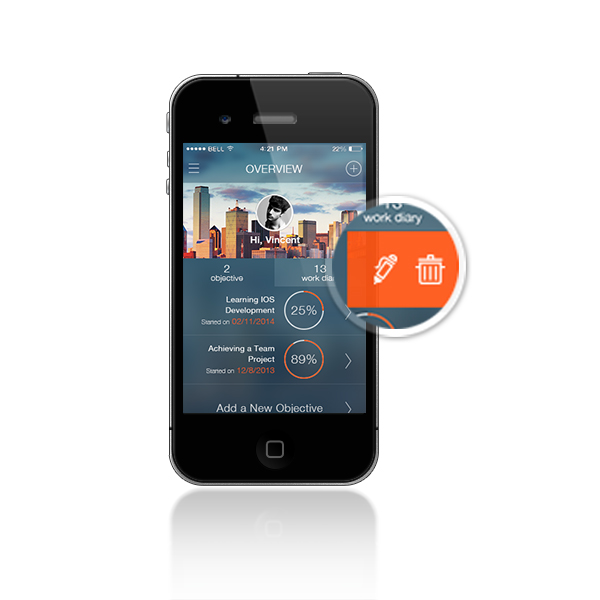 BELL 4:21 PM 22%
OVERVIEW
Hi, Vincent
2 13
objective work dia
Learning IOS
Development
25%
Started on 02/11/2014
Achieving a Team
Project
89%
Started on 12/8/2013
Add a New Objective
13
work diary